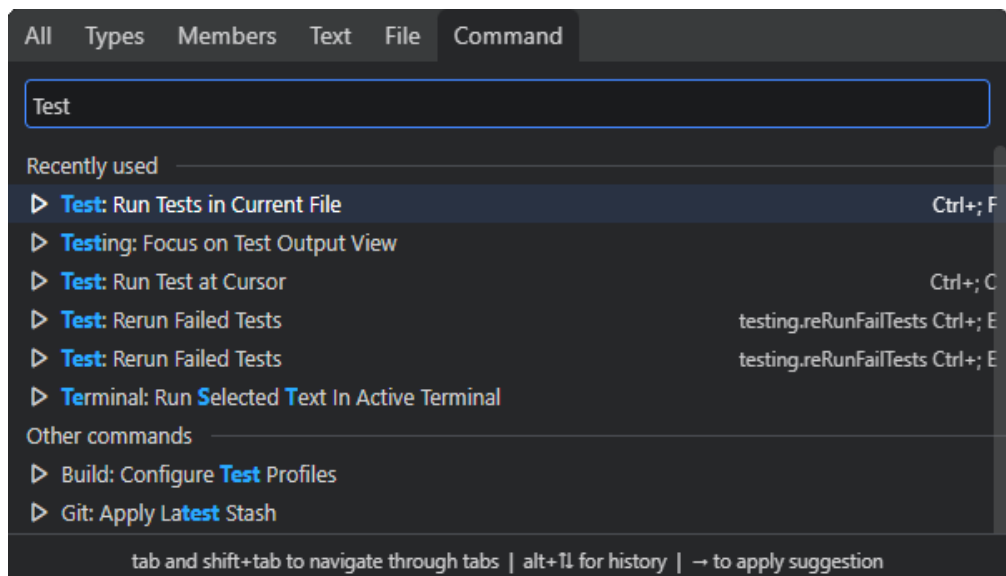 All Types Members Text File Command
Test
Recently used
Test: Run Tests in Current File Ctrl+; F
Testing: Focus on Test Output View
Test: Run Test at Cursor Ctrl+; C
Test: Rerun Failed Tests testing.reRunFailTests Ctrl+; E
Test: Rerun Failed Tests testing.reRunFailTests Ctrl+; E
Terminal: Run Selected Text In Active Terminal
Other commands
Build: Configure Test Profiles
Git: Apply Latest Stash
tab and shift+tab to navigate through tabs | alt+⇅ for history | → to apply suggestion